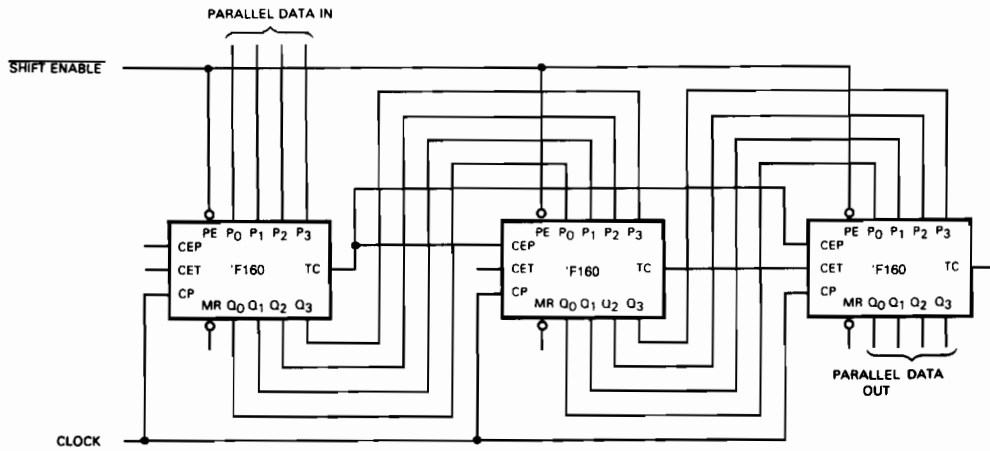 PARALLEL DATA IN
SHIFT ENABLE
PE P0 P1 P2 P3
CEP
CET 'F160 TC
CP
MR Q0 Q1 Q2 Q3
PE P0 P1 P2 P3
CEP
CET 'F160 TC
CP
MR Q0 Q1 Q2 Q3
PE P0 P1 P2 P3
CEP
CET 'F160 TC
CP
MR Q0 Q1 Q2 Q3
PARALLEL DATA
OUT
CLOCK